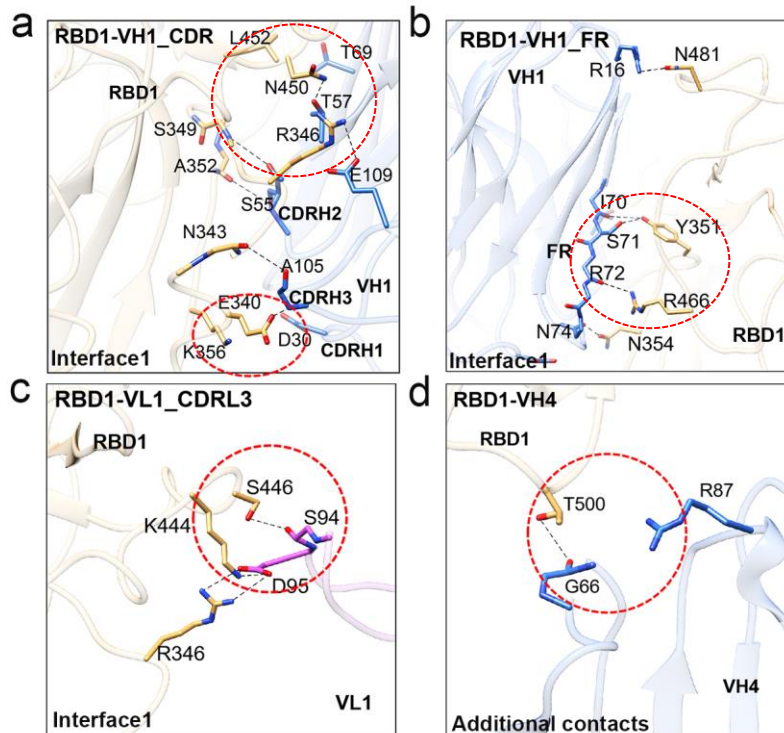 a
RBD1-VH1_CDR
L452
T69
RBD1
N450
T57
S349
R346
A352
E109
S55
CDRH2
N343
A105
CDRH3
VH1
E340
D30
K356
CDRH1
Interface1
b
RBD1-VH1_FR
VH1
R16
N481
I70
Y351
S71
FR
R72
R466
N74
N354
RBD1
Interface1
c
RBD1-VL1_CDRL3
RBD1
S446
K444
S94
D95
R346
VL1
Interface1
d
RBD1-VH4
RBD1
R87
T500
G66
VH4
Additional contacts